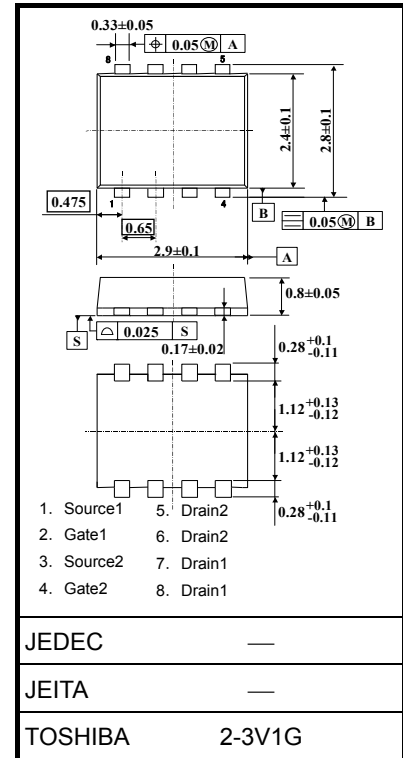 0.33±0.05
⌖ 0.05 Ⓜ A
8 5
2.4±0.1
2.8±0.1
0.475
1 4
B
⌯ 0.05 Ⓜ B
0.65
2.9±0.1
A
0.8±0.05
S
⌓ 0.025 S
0.17±0.02
0.28 +0.1 -0.11
1.12 +0.13 -0.12
1.12 +0.13 -0.12
0.28 +0.1 -0.11
1. Source1 5. Drain2
2. Gate1 6. Drain2
3. Source2 7. Drain1
4. Gate2 8. Drain1
JEDEC —
JEITA —
TOSHIBA 2-3V1G